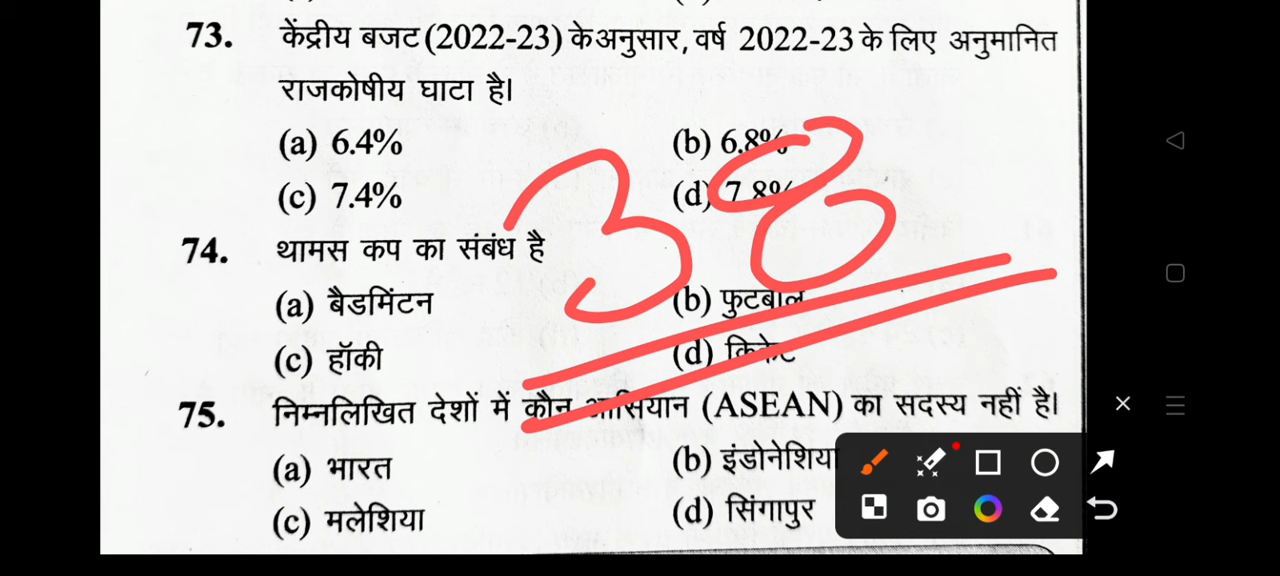 73. केंद्रीय बजट (2022-23) के अनुसार, वर्ष 2022-23 के लिए अनुमानित
राजकोषीय घाटा है।
(a) 6.4% (b) 6.8%
(c) 7.4% (d) 7.8%
38
74. थामस कप का संबंध है
(a) बैडमिंटन (b) फुटबाल
(c) हॉकी (d) क्रिकेट
75. निम्नलिखित देशों में कौन आसियान (ASEAN) का सदस्य नहीं है।
(a) भारत (b) इंडोनेशिया
(c) मलेशिया (d) सिंगापुर